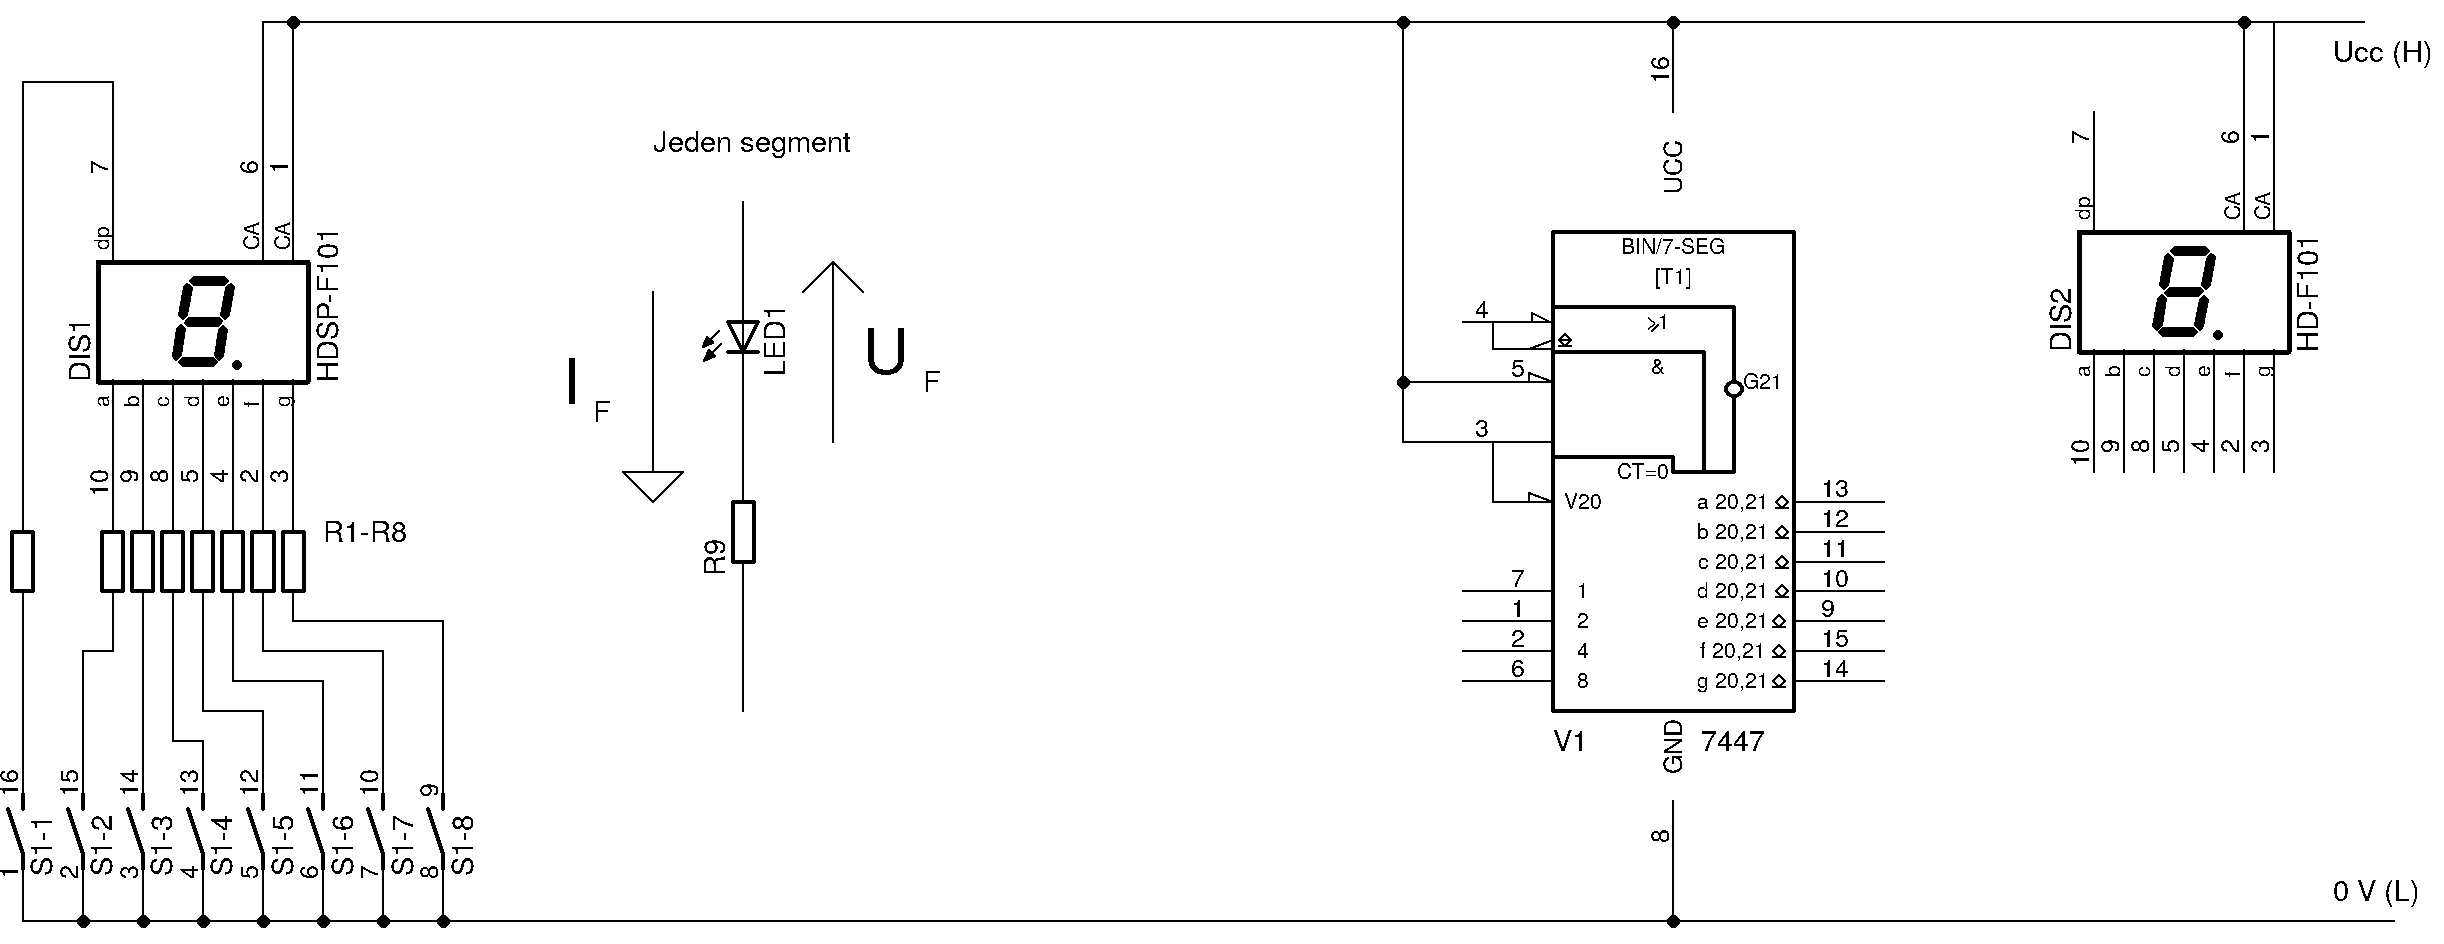 Ucc (H)
7
6
1
dp
CA
CA
DIS1
HDSP-F101
a
b
c
d
e
f
g
10
9
8
5
4
2
3
R1-R8
16
15
14
13
12
11
10
9
S1-1
S1-2
S1-3
S1-4
S1-5
S1-6
S1-7
S1-8
1
2
3
4
5
6
7
8
Jeden segment
I
F
LED1
U
F
R9
16
UCC
BIN/7-SEG
[T1]
4
⩾1
5
&
G21
3
CT=0
V20
a 20,21
13
b 20,21
12
c 20,21
11
7
1
d 20,21
10
1
2
e 20,21
9
2
4
f 20,21
15
6
8
g 20,21
14
V1
GND
7447
8
7
6
1
dp
CA
CA
DIS2
HD-F101
a
b
c
d
e
f
g
10
9
8
5
4
2
3
0 V (L)